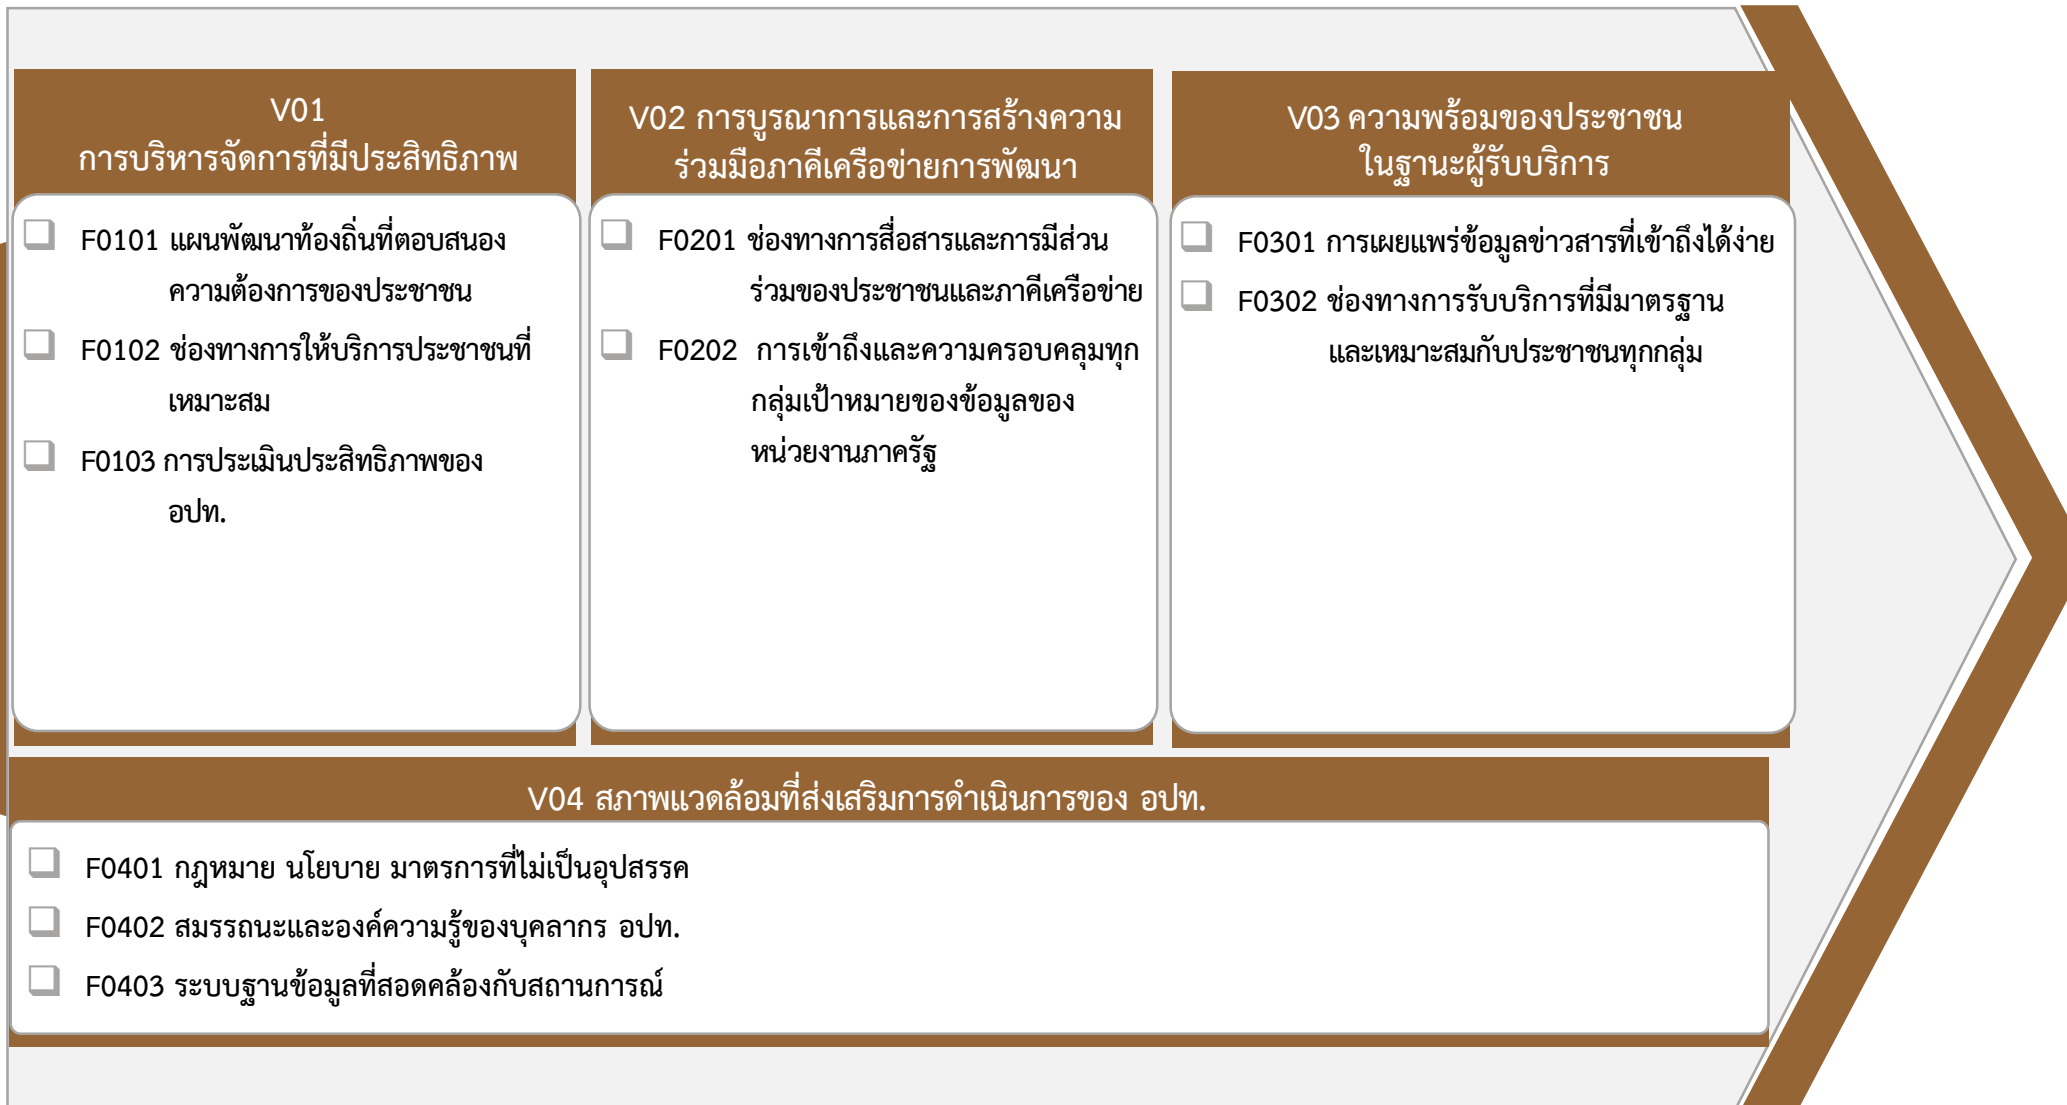 V01
การบริหารจัดการที่มีประสิทธิภาพ
F0101 แผนพัฒนาท้องถิ่นที่ตอบสนอง
ความต้องการของประชาชน
F0102 ช่องทางการให้บริการประชาชนที่
เหมาะสม
F0103 การประเมินประสิทธิภาพของ
อปท.
V02 การบูรณาการและการสร้างความ
ร่วมมือภาคีเครือข่ายการพัฒนา
F0201 ช่องทางการสื่อสารและการมีส่วน
ร่วมของประชาชนและภาคีเครือข่าย
F0202 การเข้าถึงและความครอบคลุมทุก
กลุ่มเป้าหมายของข้อมูลของ
หน่วยงานภาครัฐ
V03 ความพร้อมของประชาชน
ในฐานะผู้รับบริการ
F0301 การเผยแพร่ข้อมูลข่าวสารที่เข้าถึงได้ง่าย
F0302 ช่องทางการรับบริการที่มีมาตรฐาน
และเหมาะสมกับประชาชนทุกกลุ่ม
V04 สภาพแวดล้อมที่ส่งเสริมการดำเนินการของ อปท.
F0401 กฎหมาย นโยบาย มาตรการที่ไม่เป็นอุปสรรค
F0402 สมรรถนะและองค์ความรู้ของบุคลากร อปท.
F0403 ระบบฐานข้อมูลที่สอดคล้องกับสถานการณ์